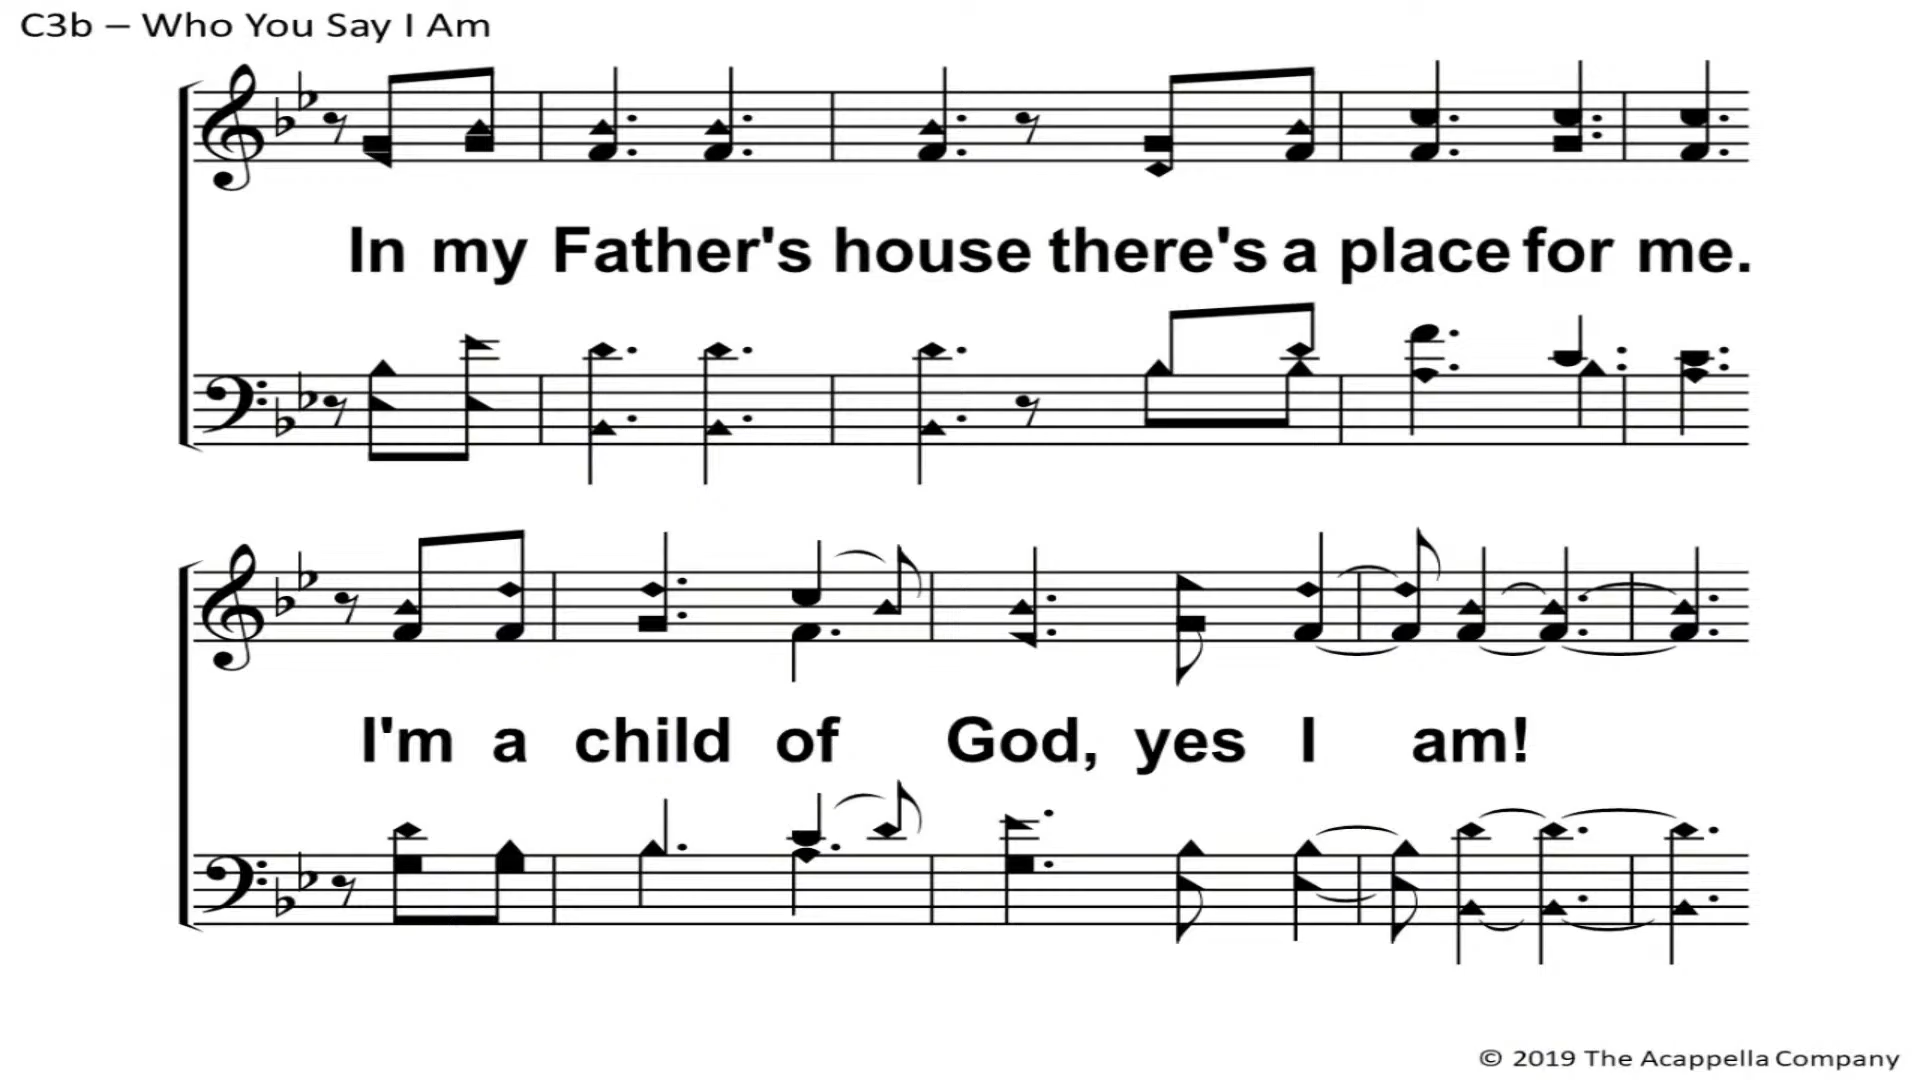 C3b – Who You Say I Am
In my Father's house there's a place for me.
I'm a child of God, yes I am!
© 2019 The Acappella Company